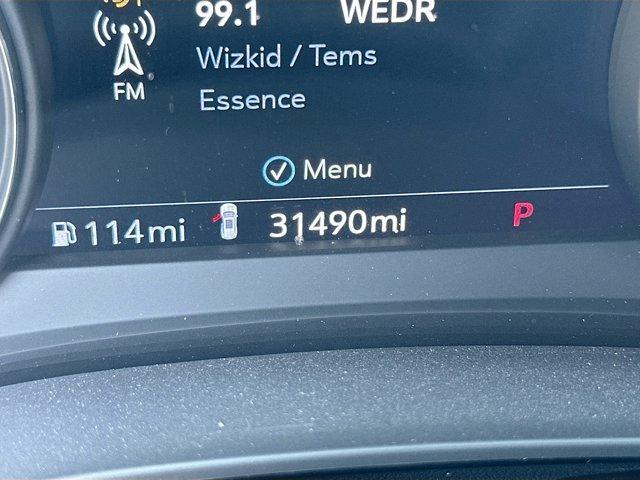 99.1 WEDR
FM
Wizkid / Tems
Essence
Menu
114mi 31490mi P